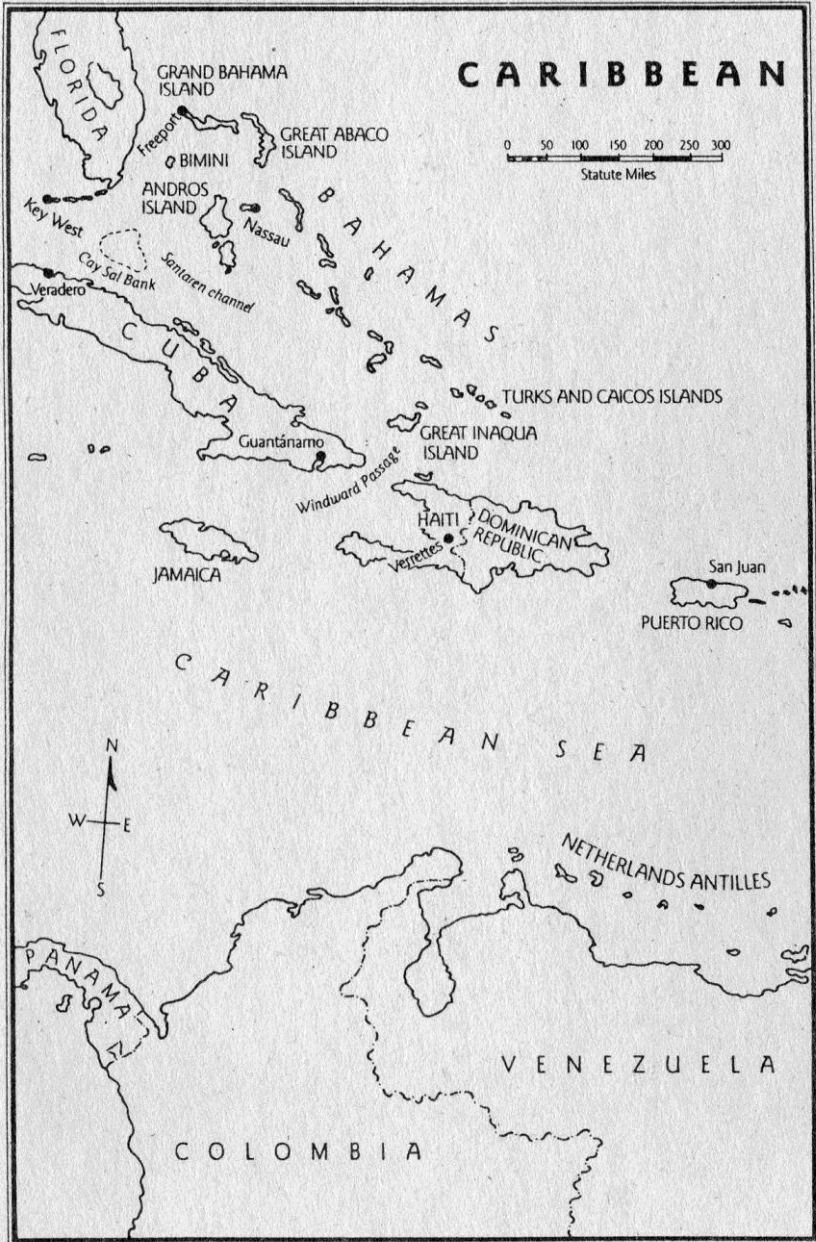 CARIBBEAN
0 50 100 150 200 250 300
Statute Miles
FLORIDA
GRAND BAHAMA
ISLAND
Freeport
GREAT ABACO
ISLAND
BIMINI
ANDROS
ISLAND
Nassau
BAHAMAS
Key West
Cay Sal Bank
Santaren channel
Veradero
CUBA
TURKS AND CAICOS ISLANDS
GREAT INAQUA
ISLAND
Guantánamo
Windward Passage
HAITI
DOMINICAN
REPUBLIC
Verrettes
JAMAICA
San Juan
PUERTO RICO
CARIBBEAN SEA
N
W E
S
NETHERLANDS ANTILLES
PANAMA
VENEZUELA
COLOMBIA